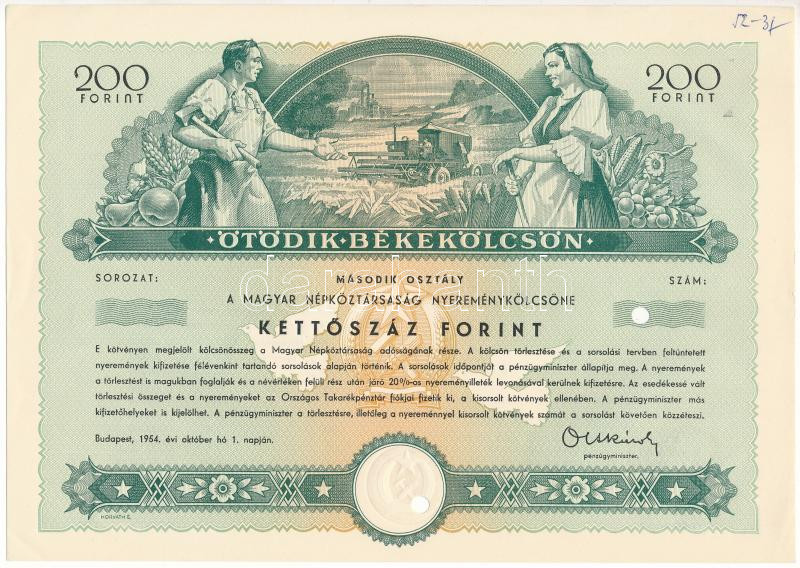 52-37
200
FORINT
200
FORINT
·ÖTÖDIK·BÉKEKÖLCSÖN·
SOROZAT:
MÁSODIK OSZTÁLY
SZÁM:
A MAGYAR NÉPKÖZTÁRSASÁG NYEREMÉNYKÖLCSÖNE
KETTŐSZÁZ FORINT
E kötvényen megjelölt kölcsönösszeg a Magyar Népköztársaság adósságának része. A kölcsön törlesztése és a sorsolási tervben feltüntetett
nyeremények kifizetése félévenkint tartandó sorsolások alapján történik. A sorsolások időpontját a pénzügyminiszter állapítja meg. A nyeremények
a törlesztést is magukban foglalják és a névértéken felüli rész után járó 20%-os nyereményilleték levonásával kerülnek kifizetésre. Az esedékessé vált
törlesztési összeget és a nyereményeket az Országos Takarékpénztár fiókjai fizetik ki, a kisorsolt kötvények ellenében. A pénzügyminiszter más
kifizetőhelyeket is kijelölhet. A pénzügyminiszter a törlesztésre, illetőleg a nyereménnyel kisorsolt kötvények számát a sorsolást követően közzéteszi.
Budapest, 1954. évi október hó 1. napján.
Olt Károly
pénzügyminiszter.
HORVÁTH E.
darabanth